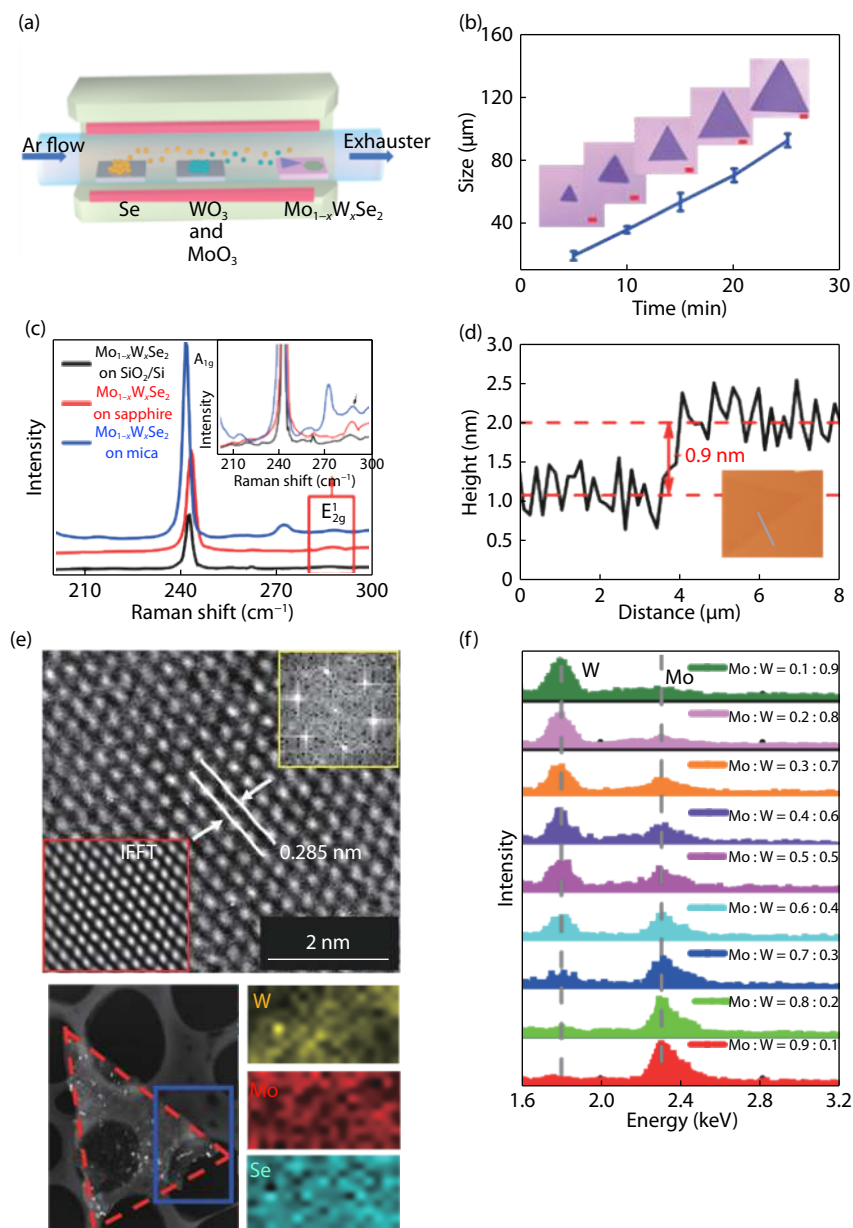 (a)
Ar flow
Exhauster
Se
WO₃
and
MoO₃
Mo₁₋ₓWₓSe₂
(b)
160
120
80
40
Size (μm)
0
10
20
30
Time (min)
(c)
Mo₁₋ₓWₓSe₂
on SiO₂/Si
Mo₁₋ₓWₓSe₂
on sapphire
Mo₁₋ₓWₓSe₂
on mica
A₁g
Intensity
210
240
270
300
Raman shift (cm⁻¹)
E¹₂g
Intensity
210
240
270
300
Raman shift (cm⁻¹)
(d)
3.0
2.5
2.0
1.5
1.0
0.5
0
Height (nm)
0.9 nm
0
2
4
6
8
Distance (μm)
(e)
IFFT
0.285 nm
2 nm
W
Mo
Se
(f)
W
Mo
Mo : W = 0.1 : 0.9
Mo : W = 0.2 : 0.8
Mo : W = 0.3 : 0.7
Mo : W = 0.4 : 0.6
Mo : W = 0.5 : 0.5
Mo : W = 0.6 : 0.4
Mo : W = 0.7 : 0.3
Mo : W = 0.8 : 0.2
Mo : W = 0.9 : 0.1
Intensity
1.6
2.0
2.4
2.8
3.2
Energy (keV)